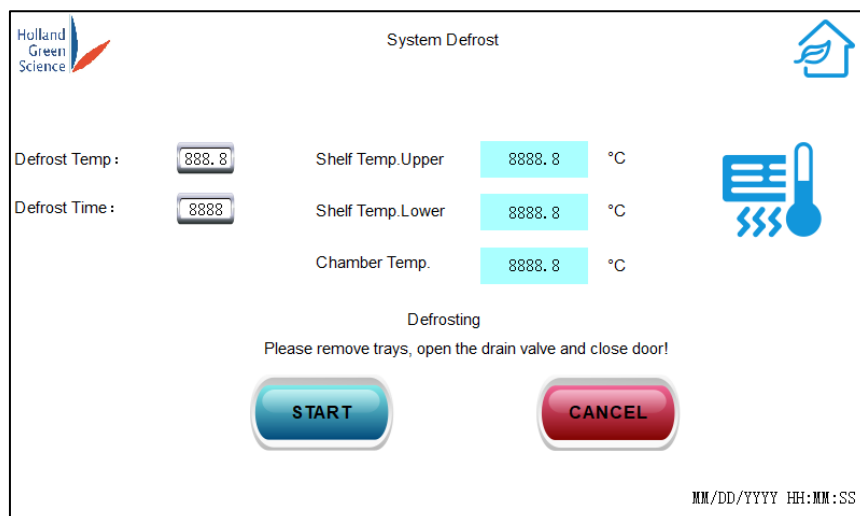 Holland
Green
Science
System Defrost
Defrost Temp: 888.8 Shelf Temp.Upper 8888.8 °C
Defrost Time: 8888 Shelf Temp.Lower 8888.8 °C
Chamber Temp. 8888.8 °C
Defrosting
Please remove trays, open the drain valve and close door!
START CANCEL
MM/DD/YYYY HH:MM:SS